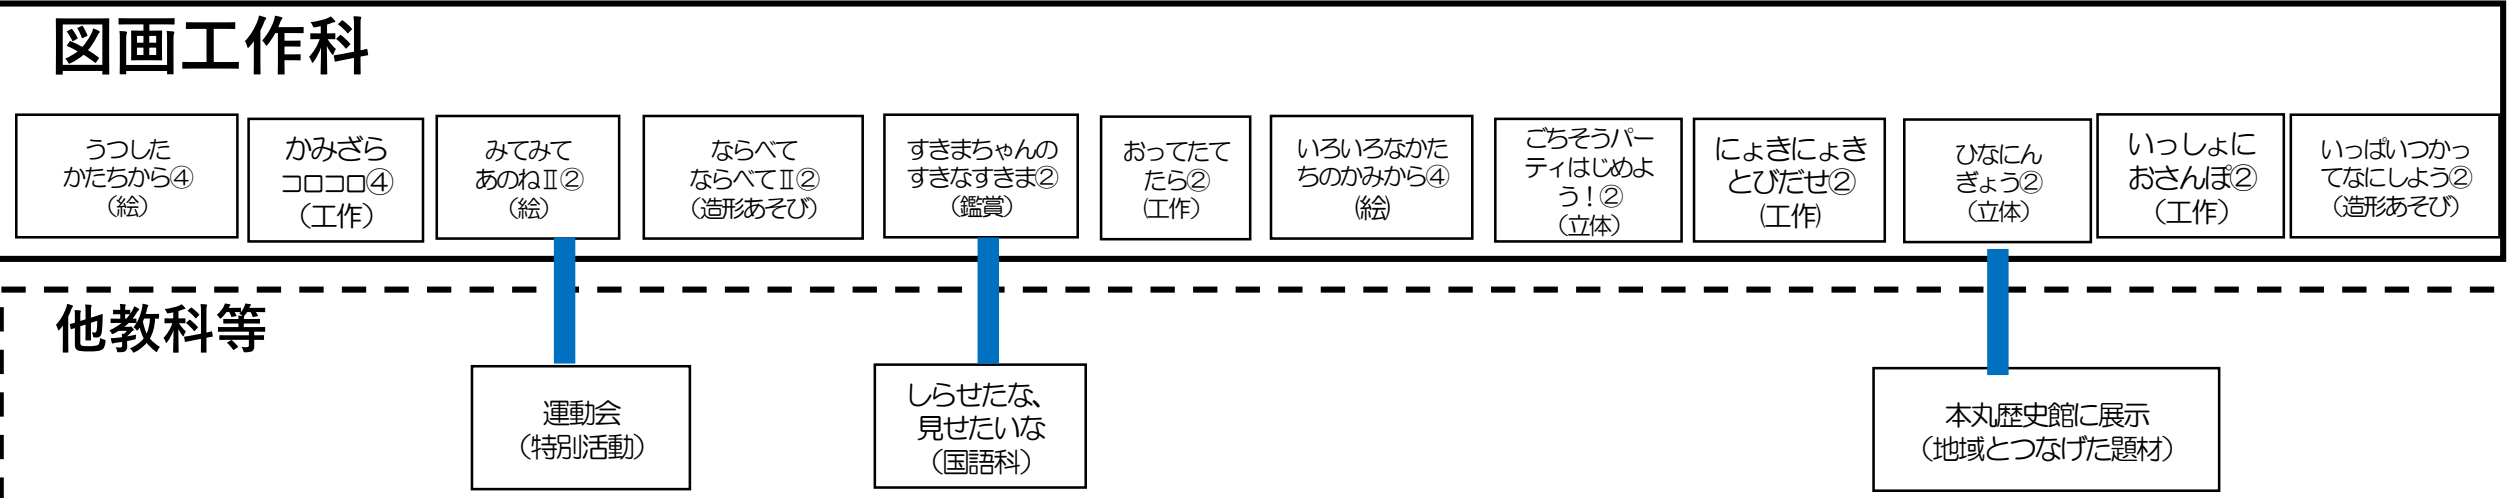 図画工作科
うつした
かたちから④
（絵）
かみざら
コロコロ④
（工作）
みてみて
あのねⅡ②
（絵）
ならべて
ならべてⅡ②
（造形あそび）
すきまちゃんの
すきなすきま②
（鑑賞）
おってたて
たら②
（工作）
いろいろなかた
ちのかみから④
（絵）
ごちそうパー
ティはじめよ
う！②
（立体）
にょきにょき
とびだせ②
（工作）
ひなにん
ぎょう②
（立体）
いっしょに
おさんぽ②
（工作）
いっぱいつかっ
てなにしよう②
（造形あそび）
他教科等
運動会
（特別活動）
しらせたな、
見せたいな
（国語科）
本丸歴史館に展示
（地域とつなげた題材）